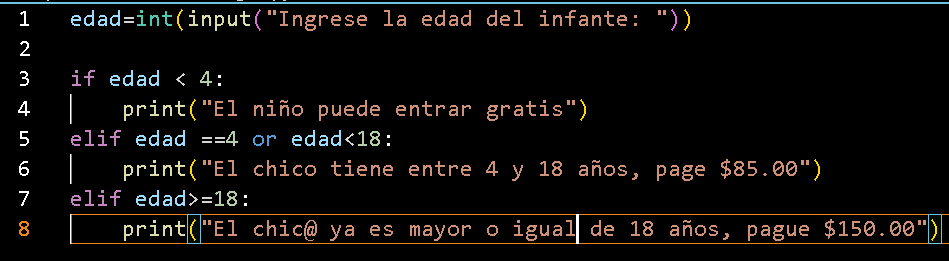 1 edad=int(input("Ingrese la edad del infante: "))
2
3 if edad < 4:
4 print("El niño puede entrar gratis")
5 elif edad ==4 or edad<18:
6 print("El chico tiene entre 4 y 18 años, page $85.00")
7 elif edad>=18:
8 print("El chic@ ya es mayor o igual de 18 años, pague $150.00")